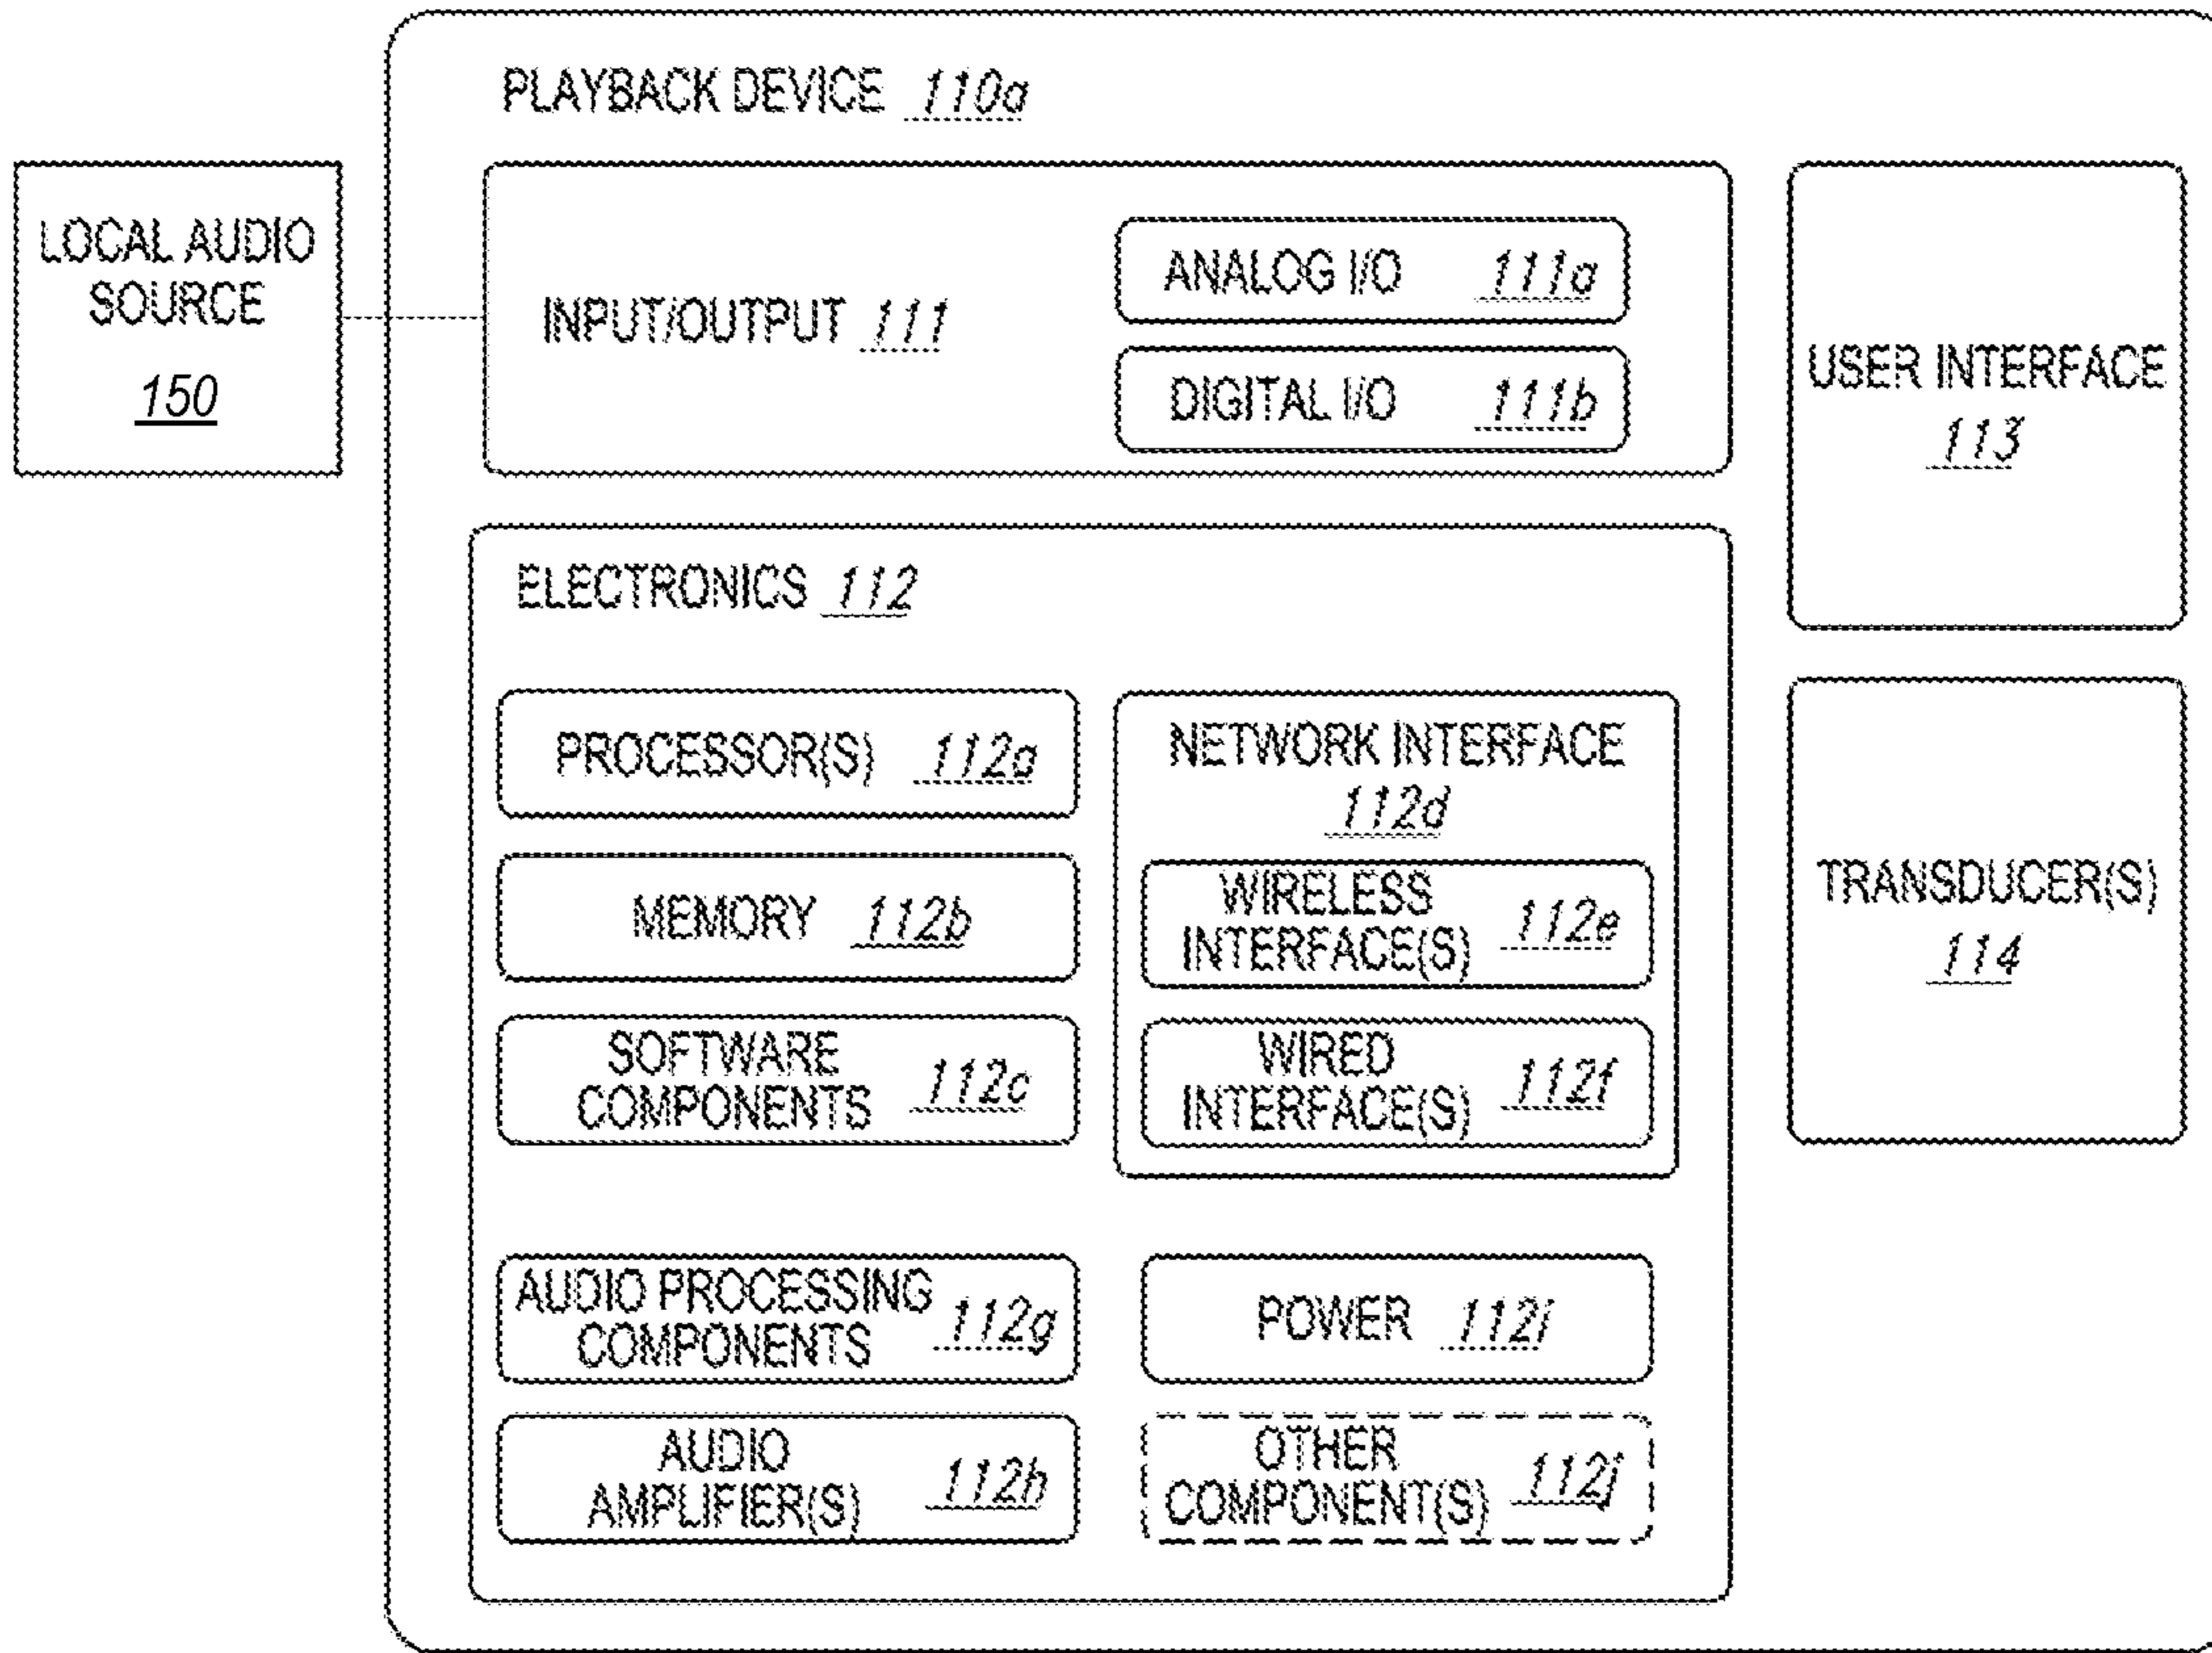 PLAYBACK DEVICE 110a
LOCAL AUDIO
SOURCE
150
INPUT/OUTPUT 111
ANALOG I/O 111a
DIGITAL I/O 111b
USER INTERFACE
113
ELECTRONICS 112
PROCESSOR(S) 112a
MEMORY 112b
SOFTWARE
COMPONENTS 112c
NETWORK INTERFACE
112d
WIRELESS
INTERFACE(S) 112e
WIRED
INTERFACE(S) 112f
TRANSDUCER(S)
114
AUDIO PROCESSING
COMPONENTS 112g
POWER 112i
AUDIO
AMPLIFIER(S) 112h
OTHER
COMPONENT(S) 112j